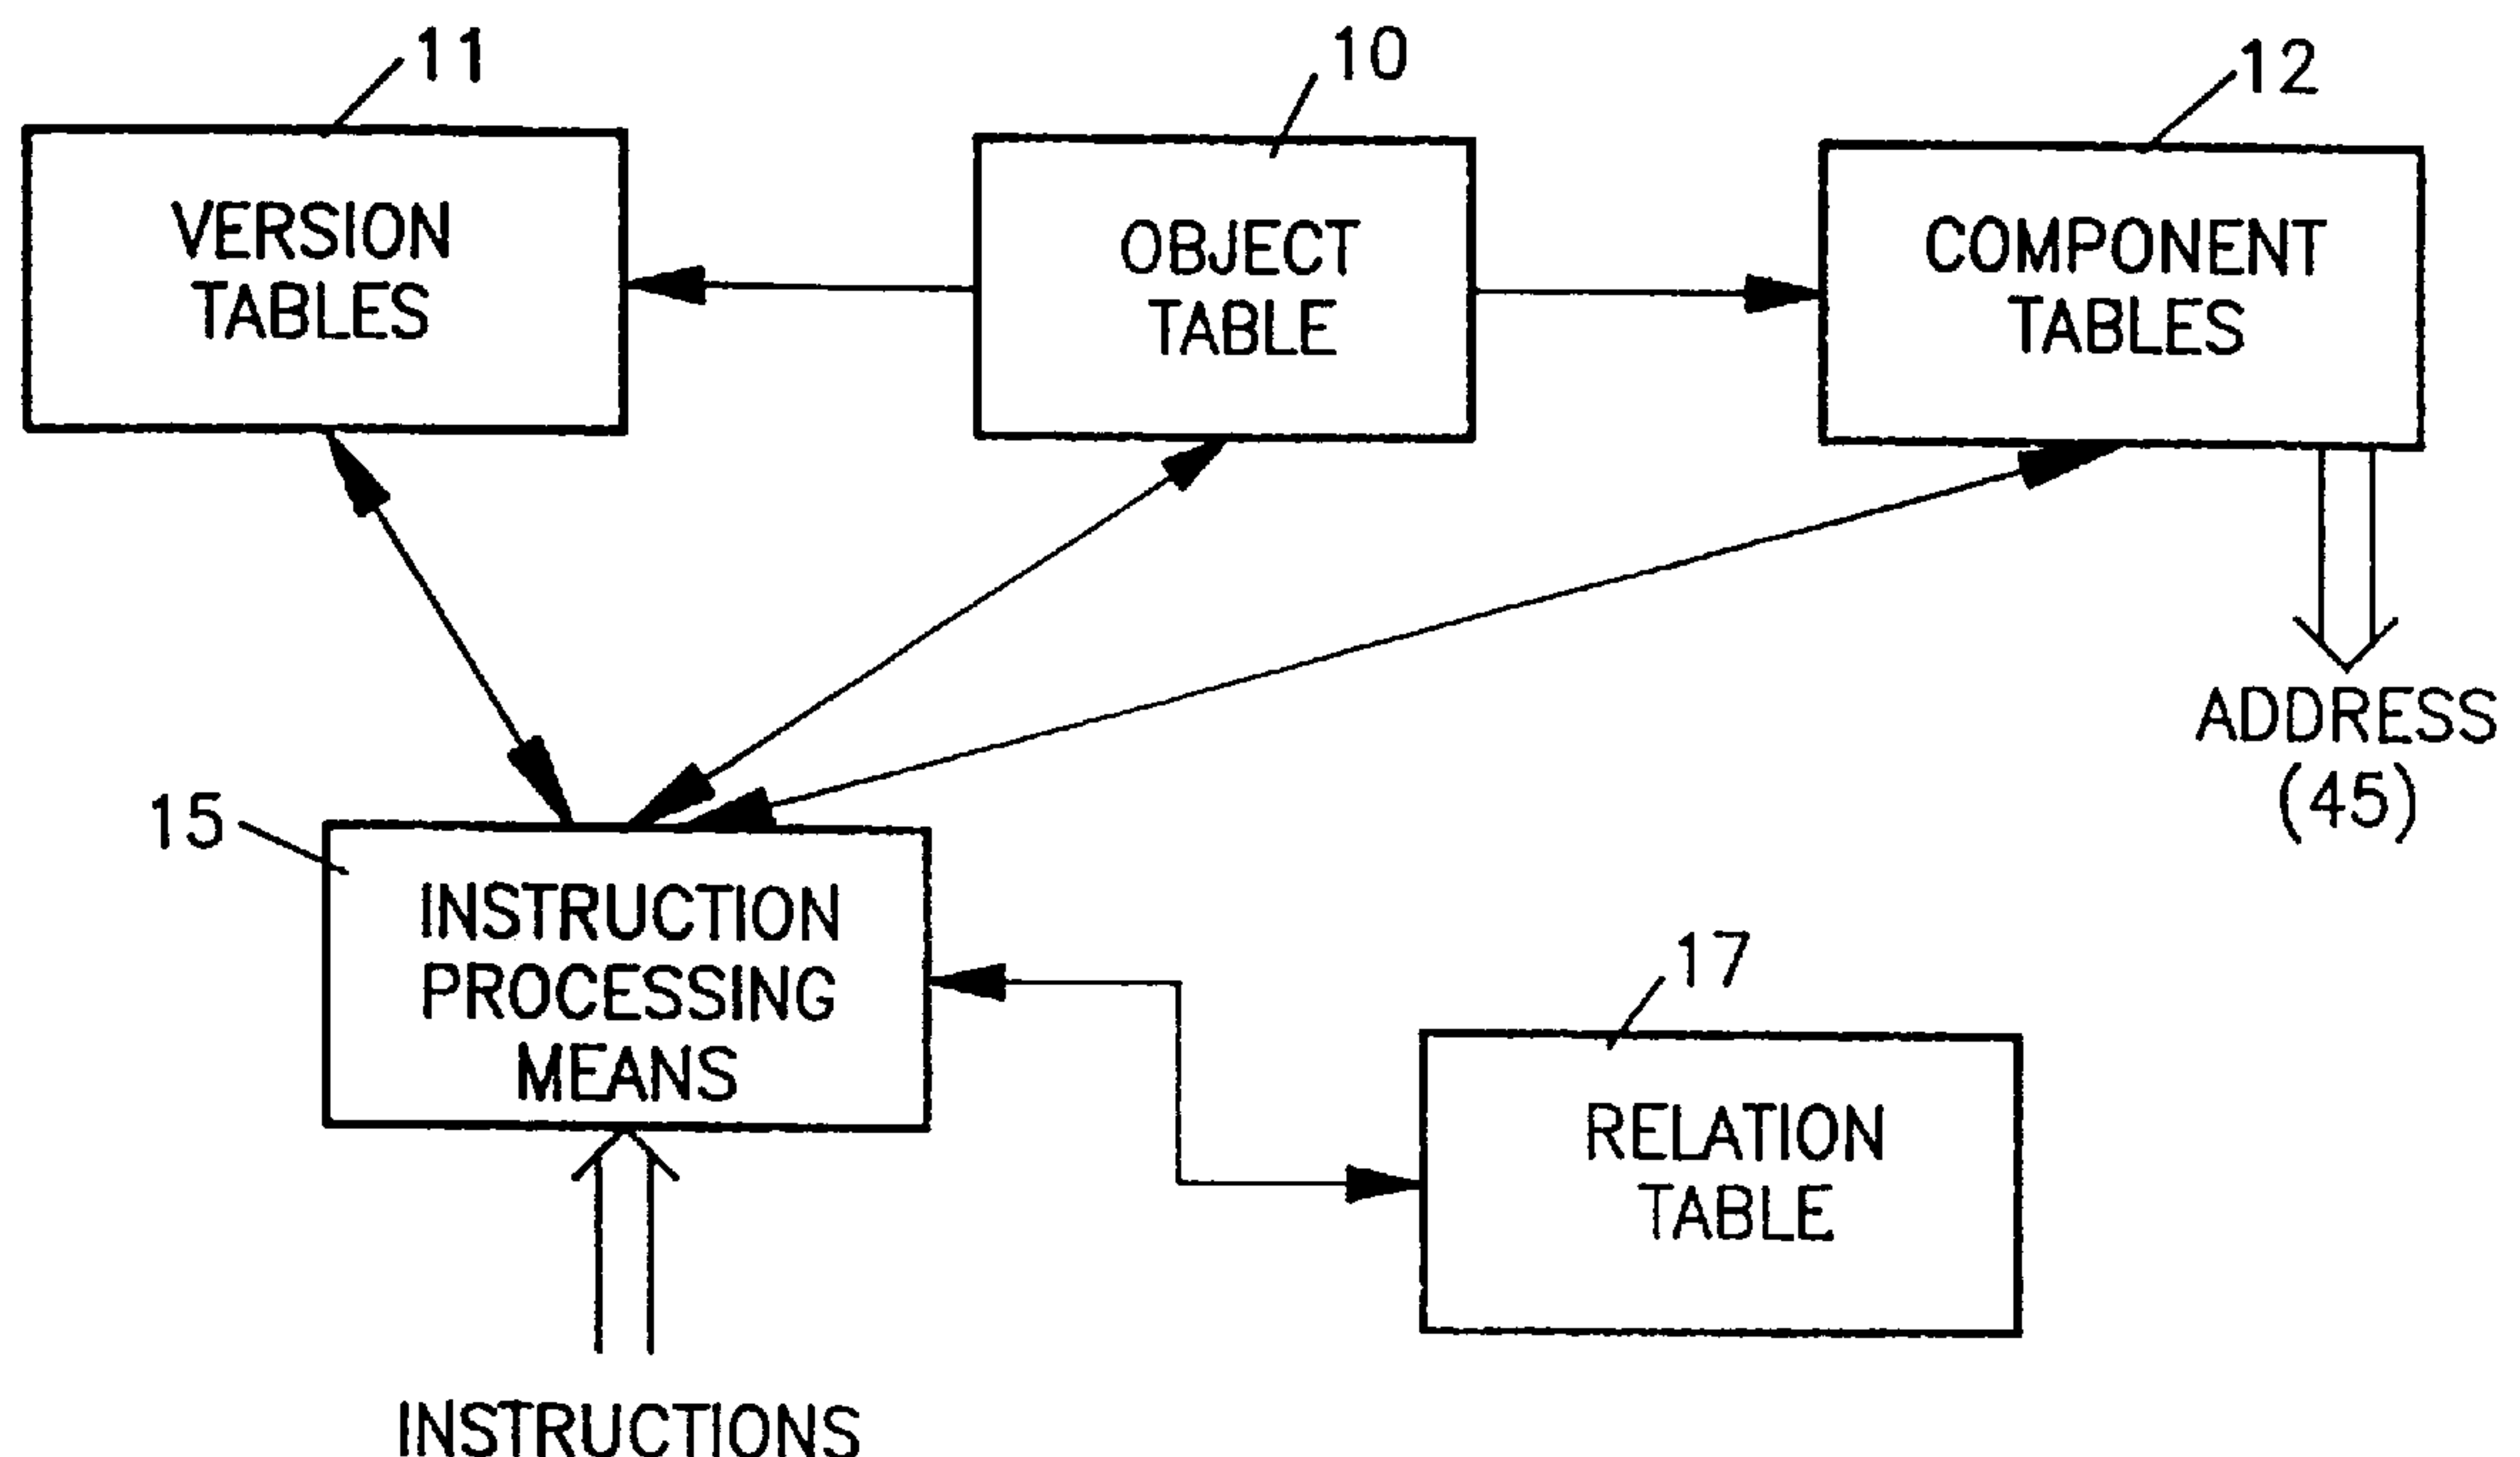 11
10
12
VERSION
TABLES
OBJECT
TABLE
COMPONENT
TABLES
ADDRESS
(45)
15
INSTRUCTION
PROCESSING
MEANS
17
RELATION
TABLE
INSTRUCTIONS